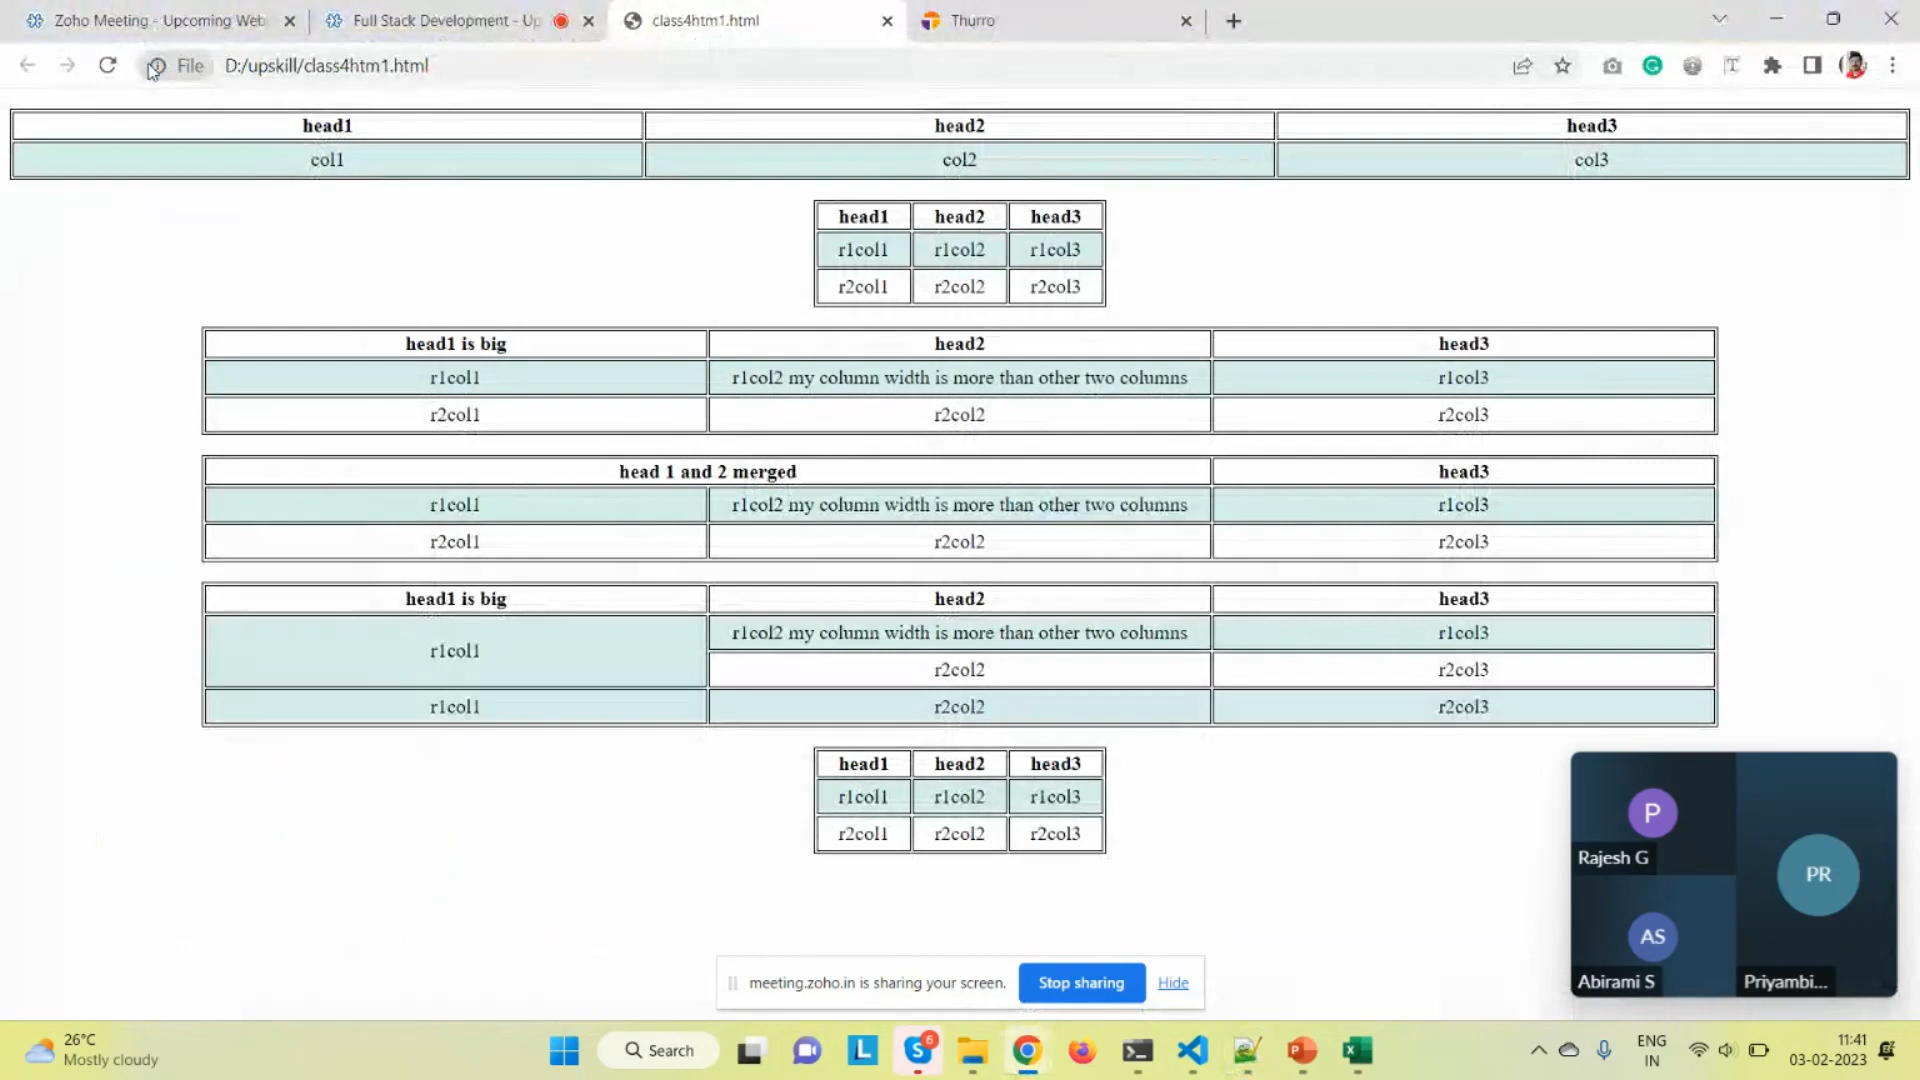 Zoho Meeting - Upcoming Web
Full Stack Development - Up
class4htm1.html
Thurro
File
D:/upskill/class4htm1.html
head1 head2 head3
col1 col2 col3
head1 head2 head3
r1col1 r1col2 r1col3
r2col1 r2col2 r2col3
head1 is big head2 head3
r1col1 r1col2 my column width is more than other two columns r1col3
r2col1 r2col2 r2col3
head 1 and 2 merged head3
r1col1 r1col2 my column width is more than other two columns r1col3
r2col1 r2col2 r2col3
head1 is big head2 head3
r1col1 r1col2 my column width is more than other two columns r1col3
r2col2 r2col3
r1col1 r2col2 r2col3
head1 head2 head3
r1col1 r1col2 r1col3
r2col1 r2col2 r2col3
P
Rajesh G
PR
AS
Abirami S
Priyambi...
meeting.zoho.in is sharing your screen.
Stop sharing
Hide
26°C
Mostly cloudy
Search
L
S
6
P
X
ENG
IN
11:41
03-02-2023